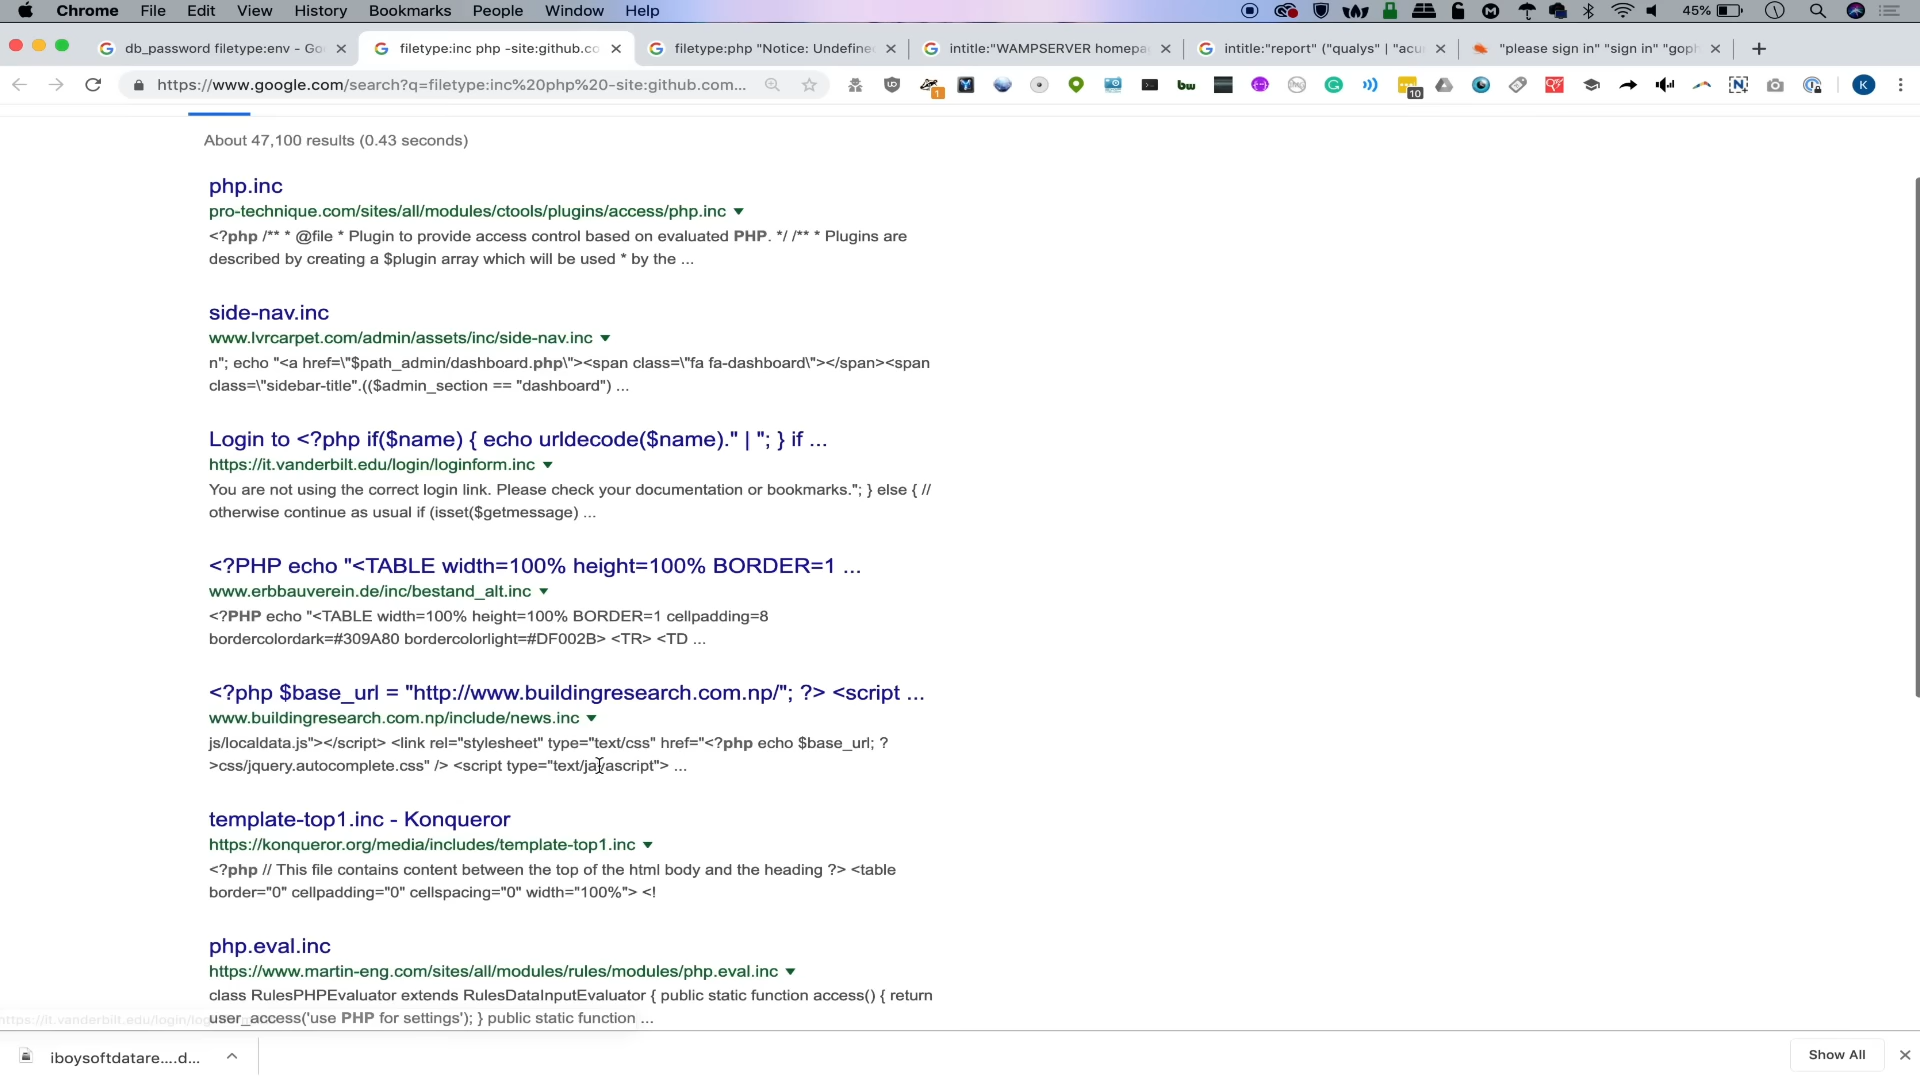 Chrome File Edit View History Bookmarks People Window Help 45%
db_password filetype:env - Go
filetype:inc php -site:github.co
filetype:php "Notice: Undefine
intitle:"WAMPSERVER homepa
intitle:"report" ("qualys" | "acu
"please sign in" "sign in" "goph
https://www.google.com/search?q=filetype:inc%20php%20-site:github.com...
About 47,100 results (0.43 seconds)
php.inc
pro-technique.com/sites/all/modules/ctools/plugins/access/php.inc
<?php /** * @file * Plugin to provide access control based on evaluated PHP. */ /** * Plugins are
described by creating a $plugin array which will be used * by the ...
side-nav.inc
www.lvrcarpet.com/admin/assets/inc/side-nav.inc
n"; echo "<a href=\"$path_admin/dashboard.php\"><span class=\"fa fa-dashboard\"></span><span
class=\"sidebar-title\".(($admin_section == "dashboard") ...
Login to <?php if($name) { echo urldecode($name)." | "; } if ...
https://it.vanderbilt.edu/login/loginform.inc
You are not using the correct login link. Please check your documentation or bookmarks."; } else { //
otherwise continue as usual if (isset($getmessage) ...
<?PHP echo "<TABLE width=100% height=100% BORDER=1 ...
www.erbbauverein.de/inc/bestand_alt.inc
<?PHP echo "<TABLE width=100% height=100% BORDER=1 cellpadding=8
bordercolordark=#309A80 bordercolorlight=#DF002B> <TR> <TD ...
<?php $base_url = "http://www.buildingresearch.com.np/"; ?> <script ...
www.buildingresearch.com.np/include/news.inc
js/localdata.js"></script> <link rel="stylesheet" type="text/css" href="<?php echo $base_url; ?
>css/jquery.autocomplete.css" /> <script type="text/javascript"> ...
template-top1.inc - Konqueror
https://konqueror.org/media/includes/template-top1.inc
<?php // This file contains content between the top of the html body and the heading ?> <table
border="0" cellpadding="0" cellspacing="0" width="100%"> <!
php.eval.inc
https://www.martin-eng.com/sites/all/modules/rules/modules/php.eval.inc
class RulesPHPEvaluator extends RulesDataInputEvaluator { public static function access() { return
user_access('use PHP for settings'); } public static function ...
https://it.vanderbilt.edu/login/log
iboysoftdatare....d...
Show All